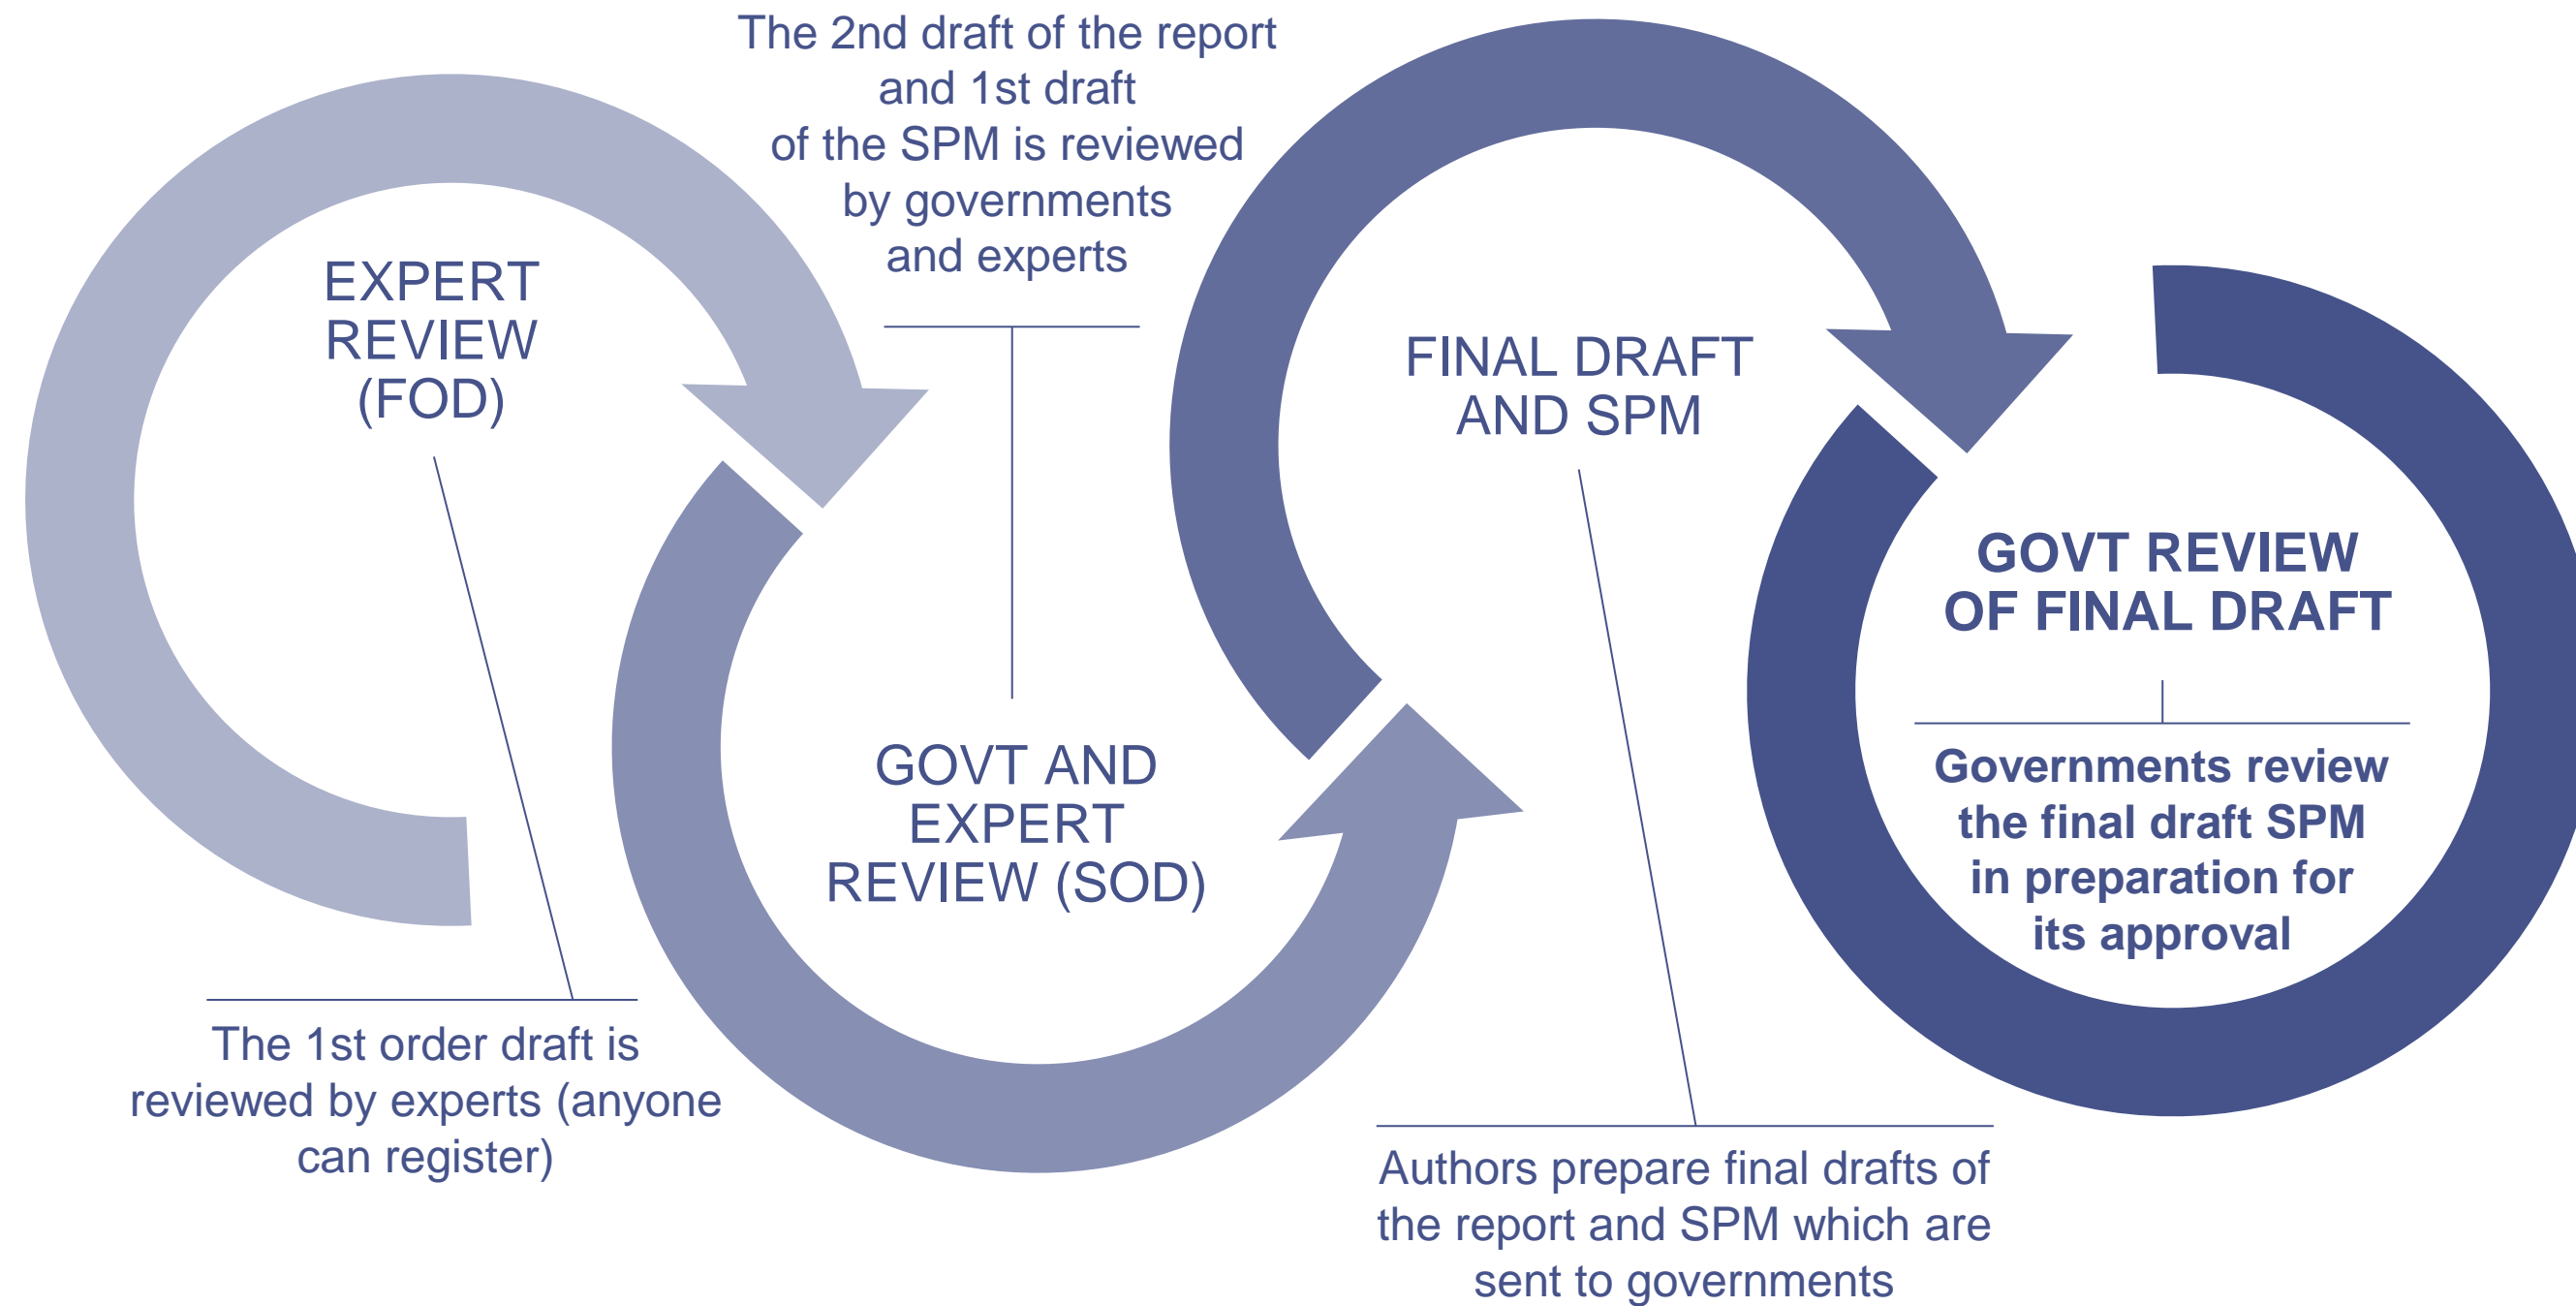 EXPERT
REVIEW
(FOD)
The 1st order draft is
reviewed by experts (anyone
can register)
The 2nd draft of the report
and 1st draft
of the SPM is reviewed
by governments
and experts
GOVT AND
EXPERT
REVIEW (SOD)
FINAL DRAFT
AND SPM
Authors prepare final drafts of
the report and SPM which are
sent to governments
GOVT REVIEW
OF FINAL DRAFT
Governments review
the final draft SPM
in preparation for
its approval